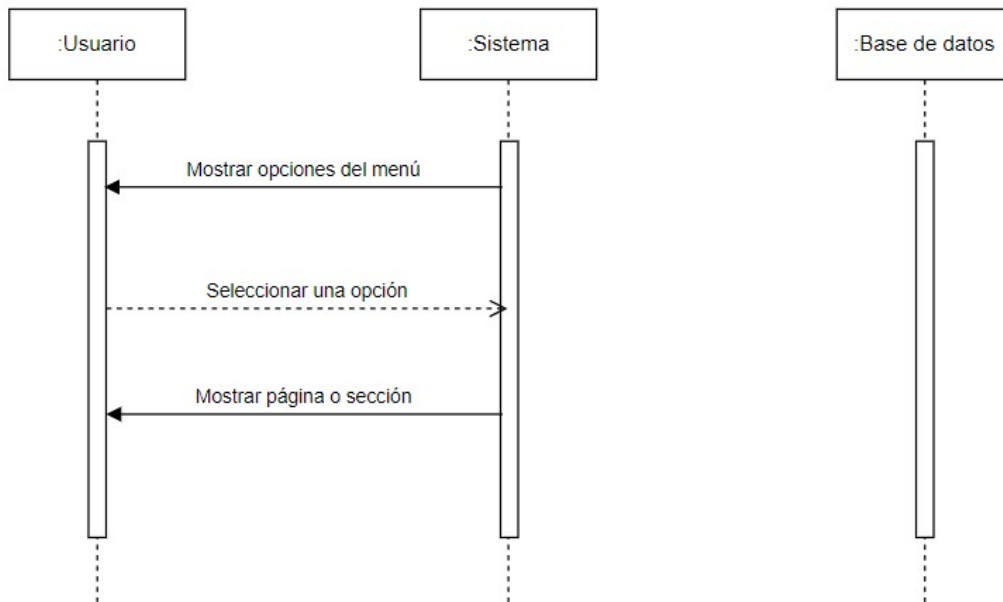 :Usuario
:Sistema
:Base de datos
Mostrar opciones del menú
Seleccionar una opción
Mostrar página o sección